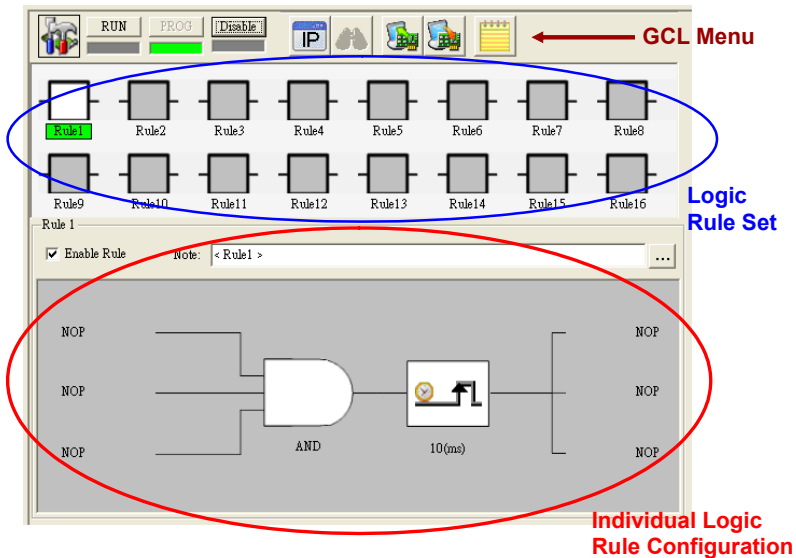 RUN PROG Disable IP GCL Menu
Rule1 Rule2 Rule3 Rule4 Rule5 Rule6 Rule7 Rule8
Rule9 Rule10 Rule11 Rule12 Rule13 Rule14 Rule15 Rule16
Logic
Rule Set
Rule 1
Enable Rule Note: < Rule1 > ...
NOP NOP
NOP NOP
AND 10(ms)
NOP NOP
Individual Logic
Rule Configuration